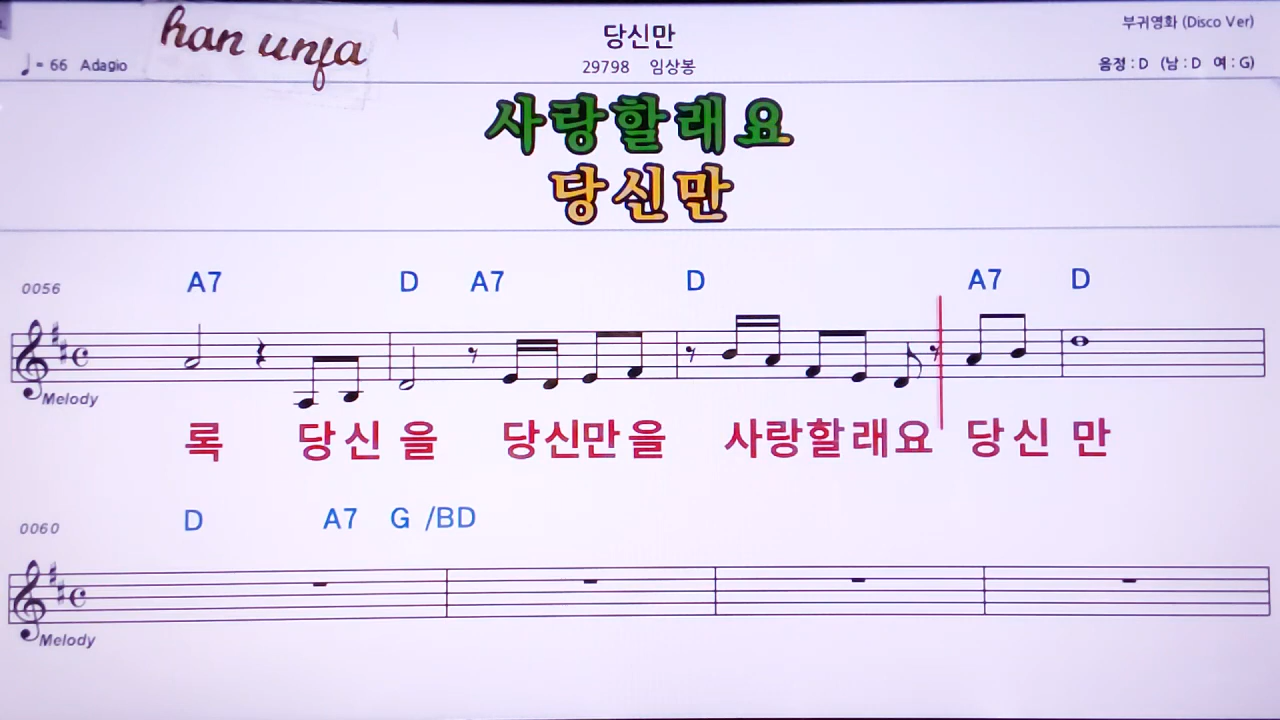 han unfa
당신만
부귀영화 (Disco Ver)
♩ = 66 Adagio
29798 임상봉
음정 : D (남 : D 여 : G)
사랑할래요
당신만
0056 A7 D A7 D A7 D
Melody
록 당신 을 당신만 을 사랑할래요 당신 만
0060 D A7 G /BD
Melody